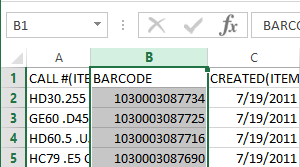 B1 BARCO
A B C
1 CALL #(ITE BARCODE CREATED(ITEM
2 HD30.255 1030003087734 7/19/2011
3 GE60 .D45 1030003087725 7/19/2011
4 HD60.5 .U 1030003087716 7/19/2011
5 HC79 .E5 C 1030003087690 7/19/2011